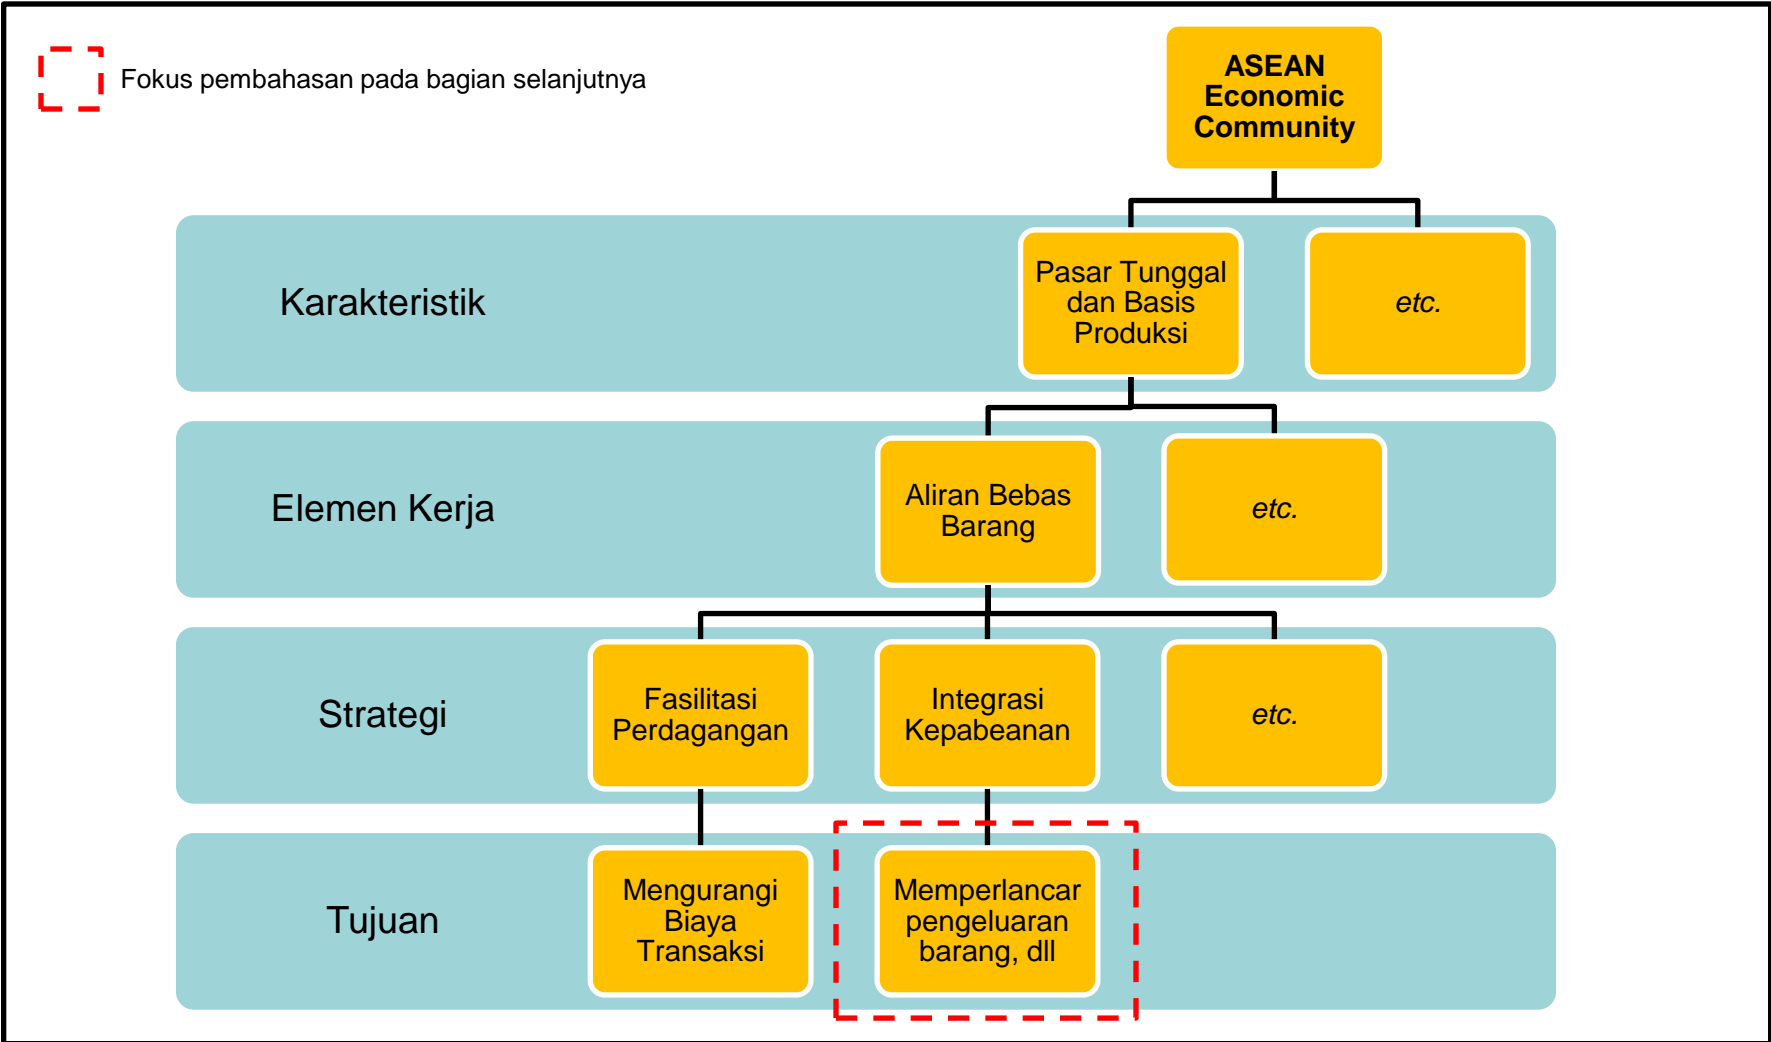 Fokus pembahasan pada bagian selanjutnya
ASEAN
Economic
Community
Karakteristik
Pasar Tunggal
dan Basis
Produksi
etc.
Elemen Kerja
Aliran Bebas
Barang
etc.
Strategi
Fasilitasi
Perdagangan
Integrasi
Kepabeanan
etc.
Tujuan
Mengurangi
Biaya
Transaksi
Memperlancar
pengeluaran
barang, dll